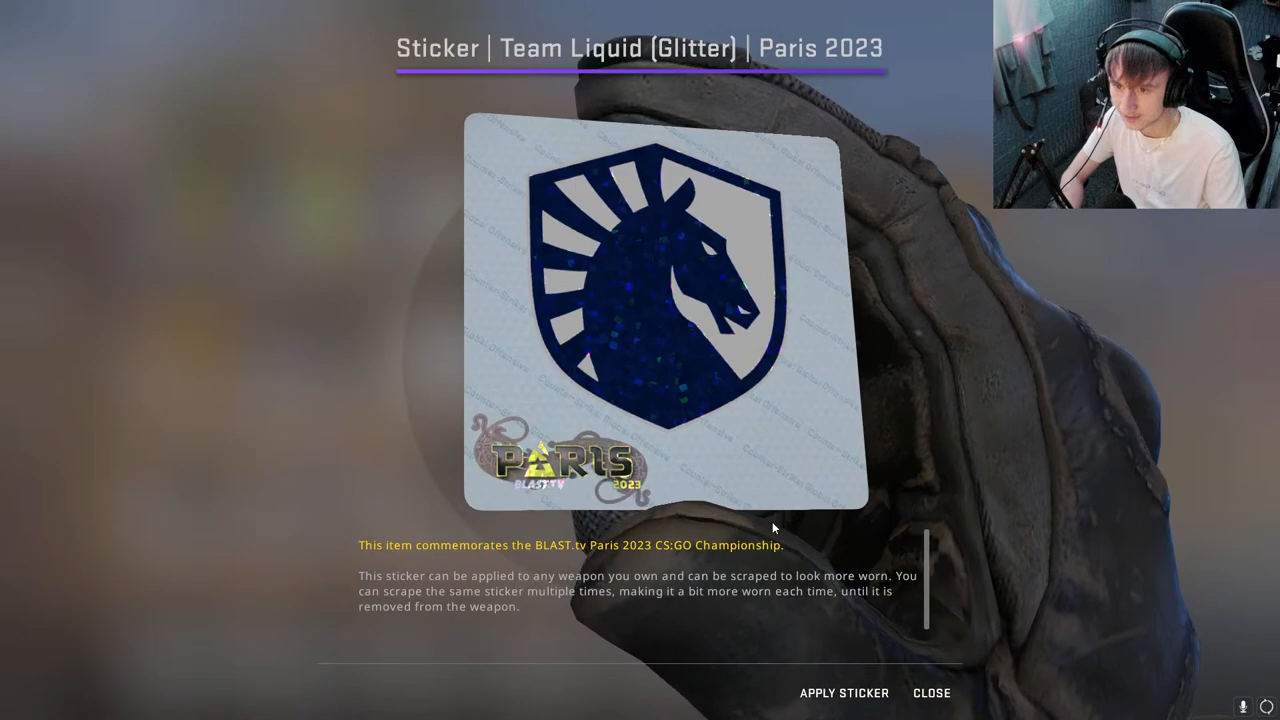 Sticker | Team Liquid (Glitter) | Paris 2023
PARIS
BLAST.TV 2023
This item commemorates the BLAST.tv Paris 2023 CS:GO Championship.
This sticker can be applied to any weapon you own and can be scraped to look more worn. You
can scrape the same sticker multiple times, making it a bit more worn each time, until it is
removed from the weapon.
APPLY STICKER CLOSE